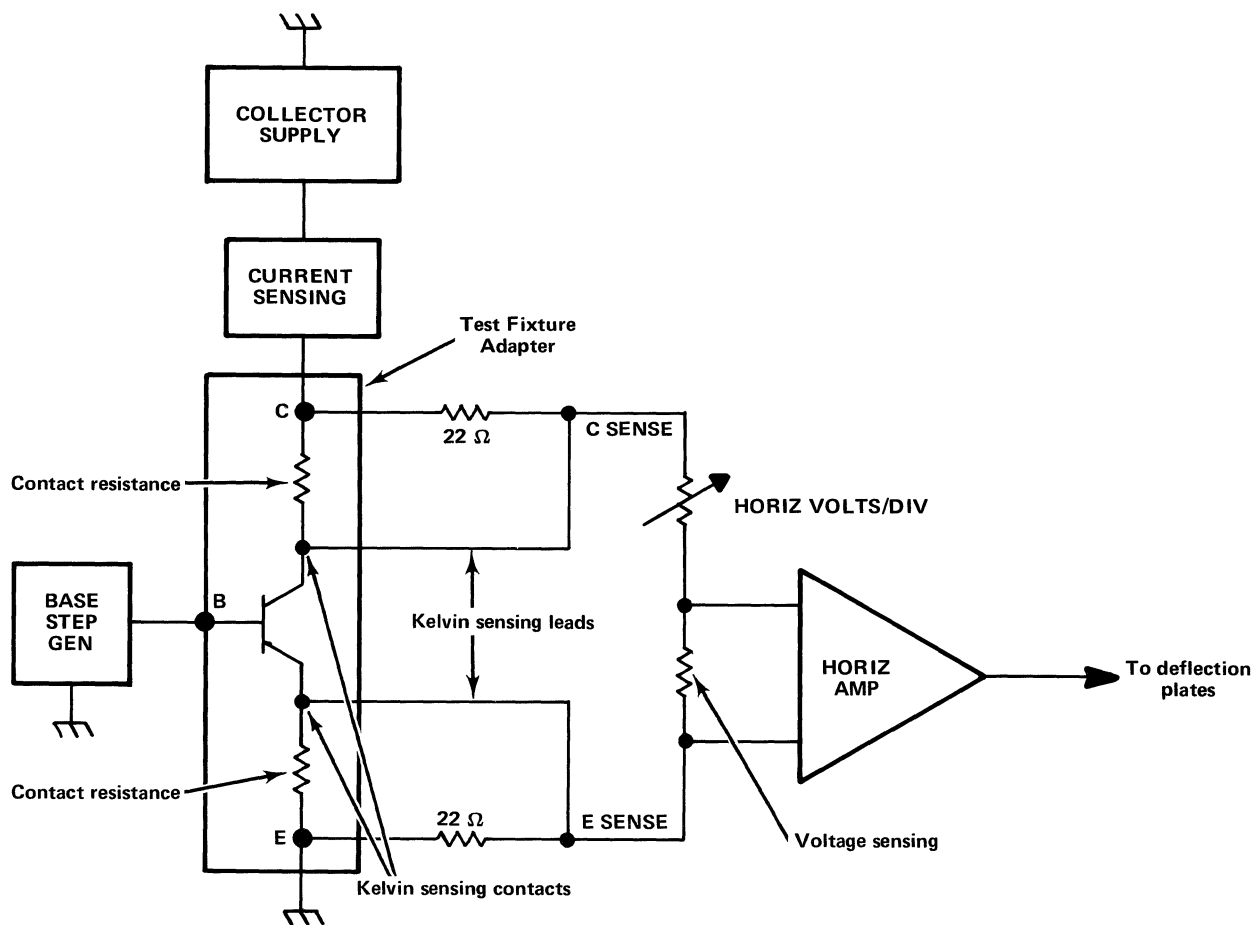 COLLECTOR
SUPPLY
CURRENT
SENSING
Test Fixture
Adapter
C
22 Ω
C SENSE
Contact resistance
HORIZ VOLTS/DIV
BASE
STEP
GEN
B
Kelvin sensing leads
HORIZ
AMP
To deflection
plates
Contact resistance
22 Ω
E SENSE
E
Voltage sensing
Kelvin sensing contacts